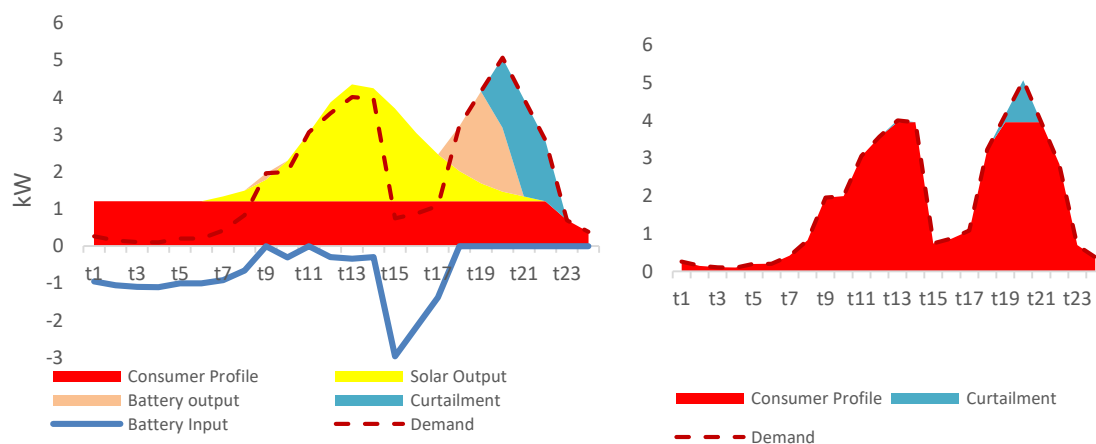 6
5
4
3
2
1
0
-1
-2
-3
kW
t1 t3 t5 t7 t9 t11 t13 t15 t17 t19 t21 t23
Consumer Profile Solar Output
Battery output Curtailment
Battery Input Demand
6
5
4
3
2
1
0
t1 t3 t5 t7 t9 t11 t13 t15 t17 t19 t21 t23
Consumer Profile Curtailment
Demand